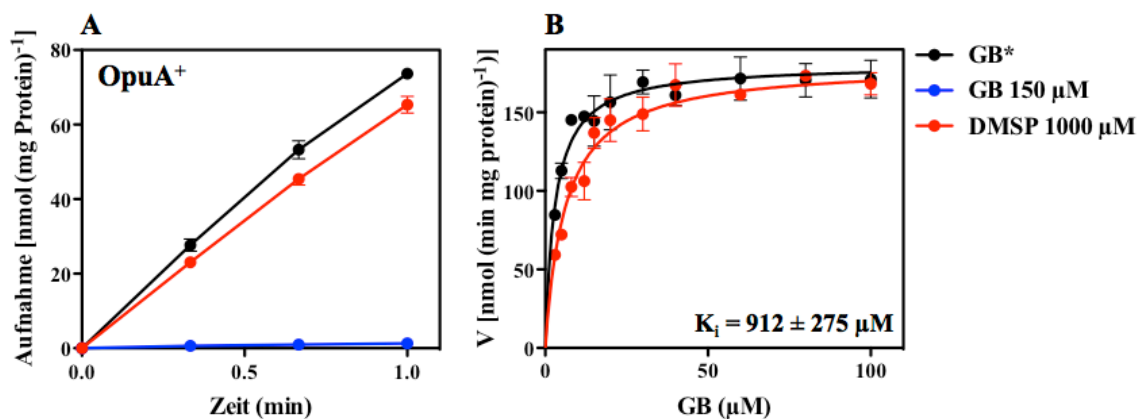 A
B
OpuA⁺
Aufnahme [nmol (mg Protein)⁻¹]
80
60
40
20
0
0.0
0.5
1.0
Zeit (min)
V [nmol (min mg protein)⁻¹)]
150
100
50
0
0
50
100
GB (µM)
Kᵢ = 912 ± 275 µM
GB*
GB 150 µM
DMSP 1000 µM